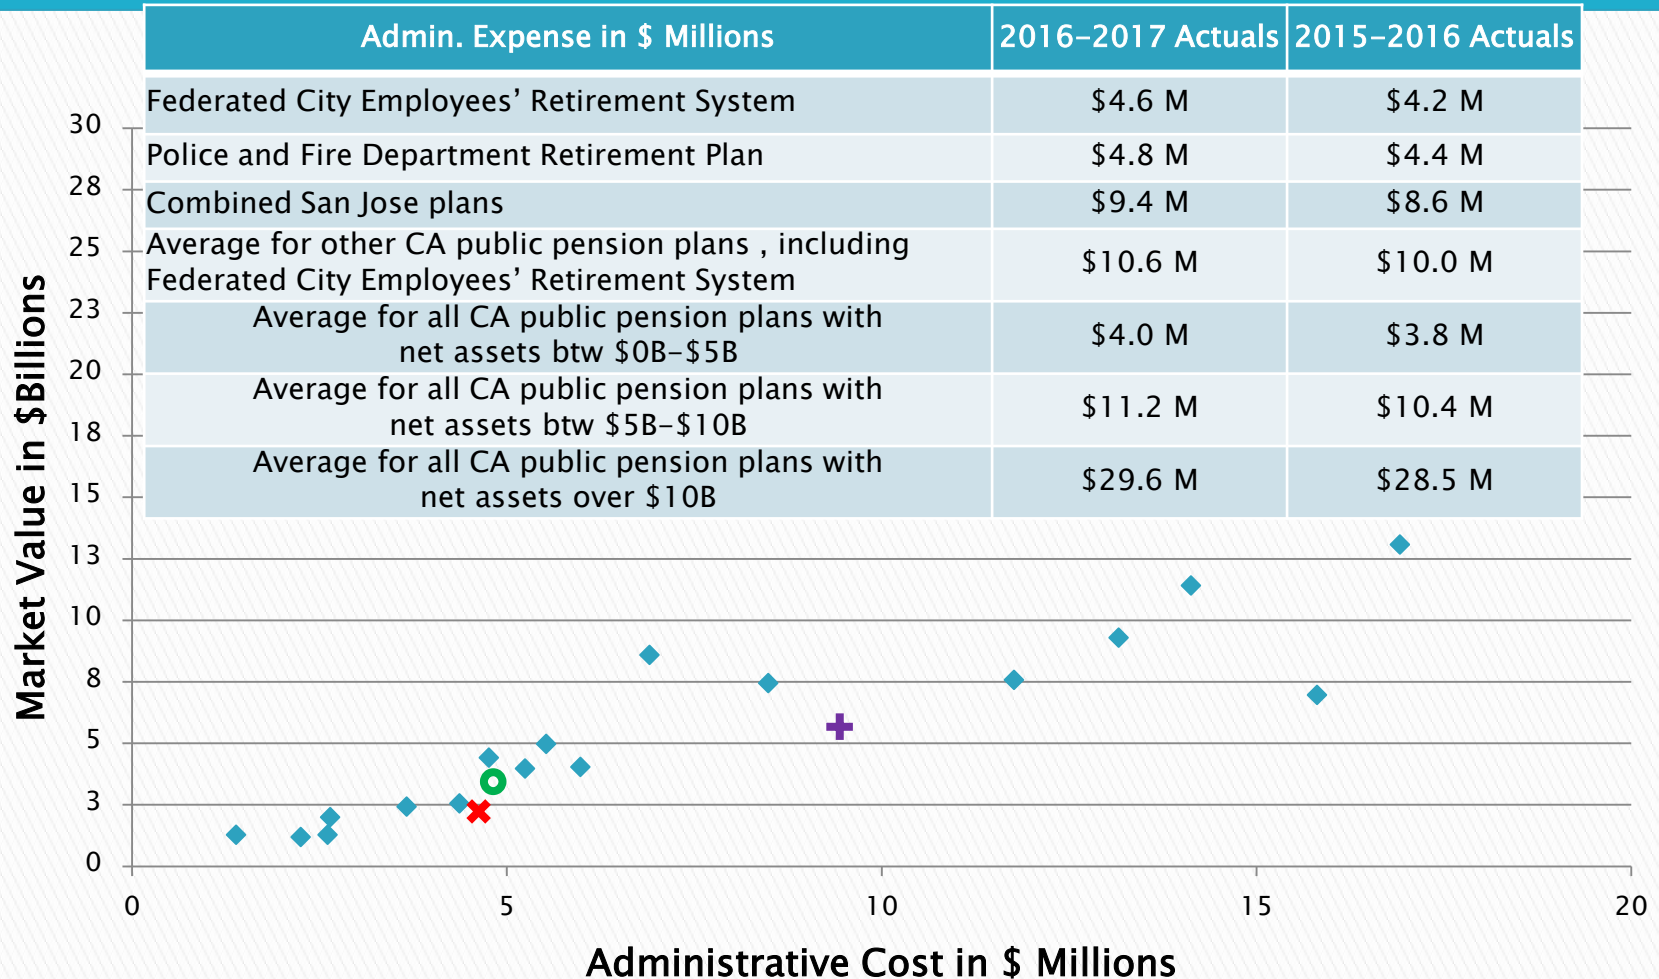 Admin. Expense in $ Millions 2016-2017 Actuals 2015-2016 Actuals
Federated City Employees’ Retirement System $4.6 M $4.2 M
Police and Fire Department Retirement Plan $4.8 M $4.4 M
Combined San Jose plans $9.4 M $8.6 M
Average for other CA public pension plans , including
Federated City Employees’ Retirement System $10.6 M $10.0 M
Average for all CA public pension plans with
net assets btw $0B-$5B $4.0 M $3.8 M
Average for all CA public pension plans with
net assets btw $5B-$10B $11.2 M $10.4 M
Average for all CA public pension plans with
net assets over $10B $29.6 M $28.5 M
Market Value in $Billions
30
28
25
23
20
18
15
13
10
8
5
3
0
0 5 10 15 20
Administrative Cost in $ Millions